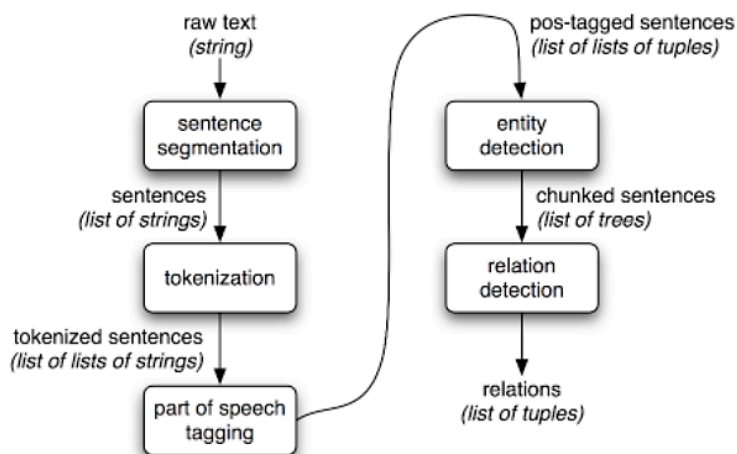 raw text
(string)
sentence
segmentation
sentences
(list of strings)
tokenization
tokenized sentences
(list of lists of strings)
part of speech
tagging
pos-tagged sentences
(list of lists of tuples)
entity
detection
chunked sentences
(list of trees)
relation
detection
relations
(list of tuples)